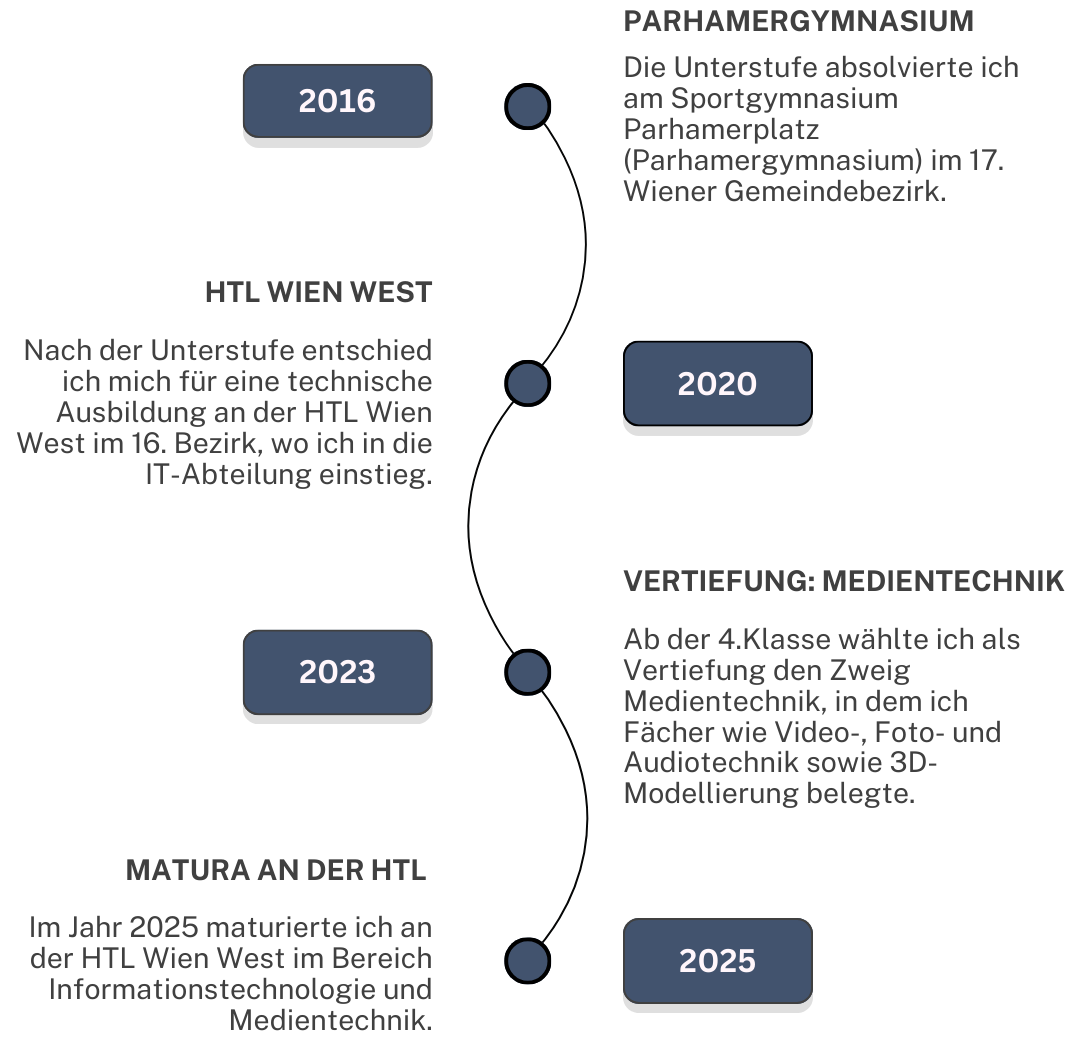 PARHAMERGYMNASIUM
2016
Die Unterstufe absolvierte ich
am Sportgymnasium
Parhamerplatz
(Parhamergymnasium) im 17.
Wiener Gemeindebezirk.
HTL WIEN WEST
Nach der Unterstufe entschied
ich mich für eine technische
Ausbildung an der HTL Wien
West im 16. Bezirk, wo ich in die
IT-Abteilung einstieg.
2020
VERTIEFUNG: MEDIENTECHNIK
2023
Ab der 4.Klasse wählte ich als
Vertiefung den Zweig
Medientechnik, in dem ich
Fächer wie Video-, Foto- und
Audiotechnik sowie 3D-
Modellierung belegte.
MATURA AN DER HTL
Im Jahr 2025 maturierte ich an
der HTL Wien West im Bereich
Informationstechnologie und
Medientechnik.
2025